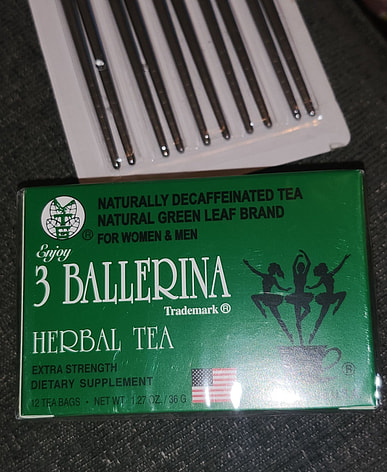 NATURALLY DECAFFEINATED TEA
NATURAL GREEN LEAF BRAND
® FOR WOMEN & MEN
Enjoy
3 BALLERINA
Trademark ®
HERBAL TEA
EXTRA STRENGTH
DIETARY SUPPLEMENT
12 TEA BAGS • NET WT. 1.27 OZ. / 36 G
®